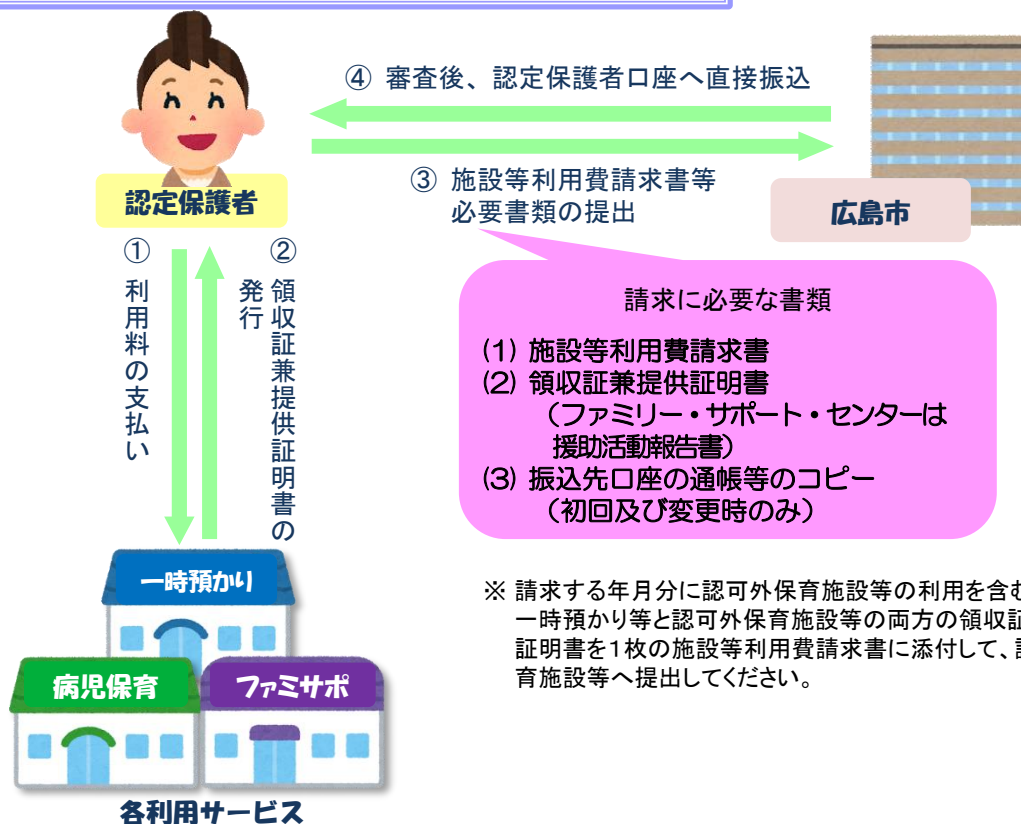 ④ 審査後、認定保護者口座へ直接振込
③ 施設等利用費請求書等
必要書類の提出
認定保護者
広島市
① 利用料の支払い
② 領収証兼提供証明書の
発行
請求に必要な書類
(1) 施設等利用費請求書
(2) 領収証兼提供証明書
（ファミリー・サポート・センターは
援助活動報告書）
(3) 振込先口座の通帳等のコピー
（初回及び変更時のみ）
一時預かり
病児保育
ファミサポ
各利用サービス
※ 請求する年月分に認可外保育施設等の利用を含む
一時預かり等と認可外保育施設等の両方の領収証
証明書を１枚の施設等利用費請求書に添付して、
育施設等へ提出してください。